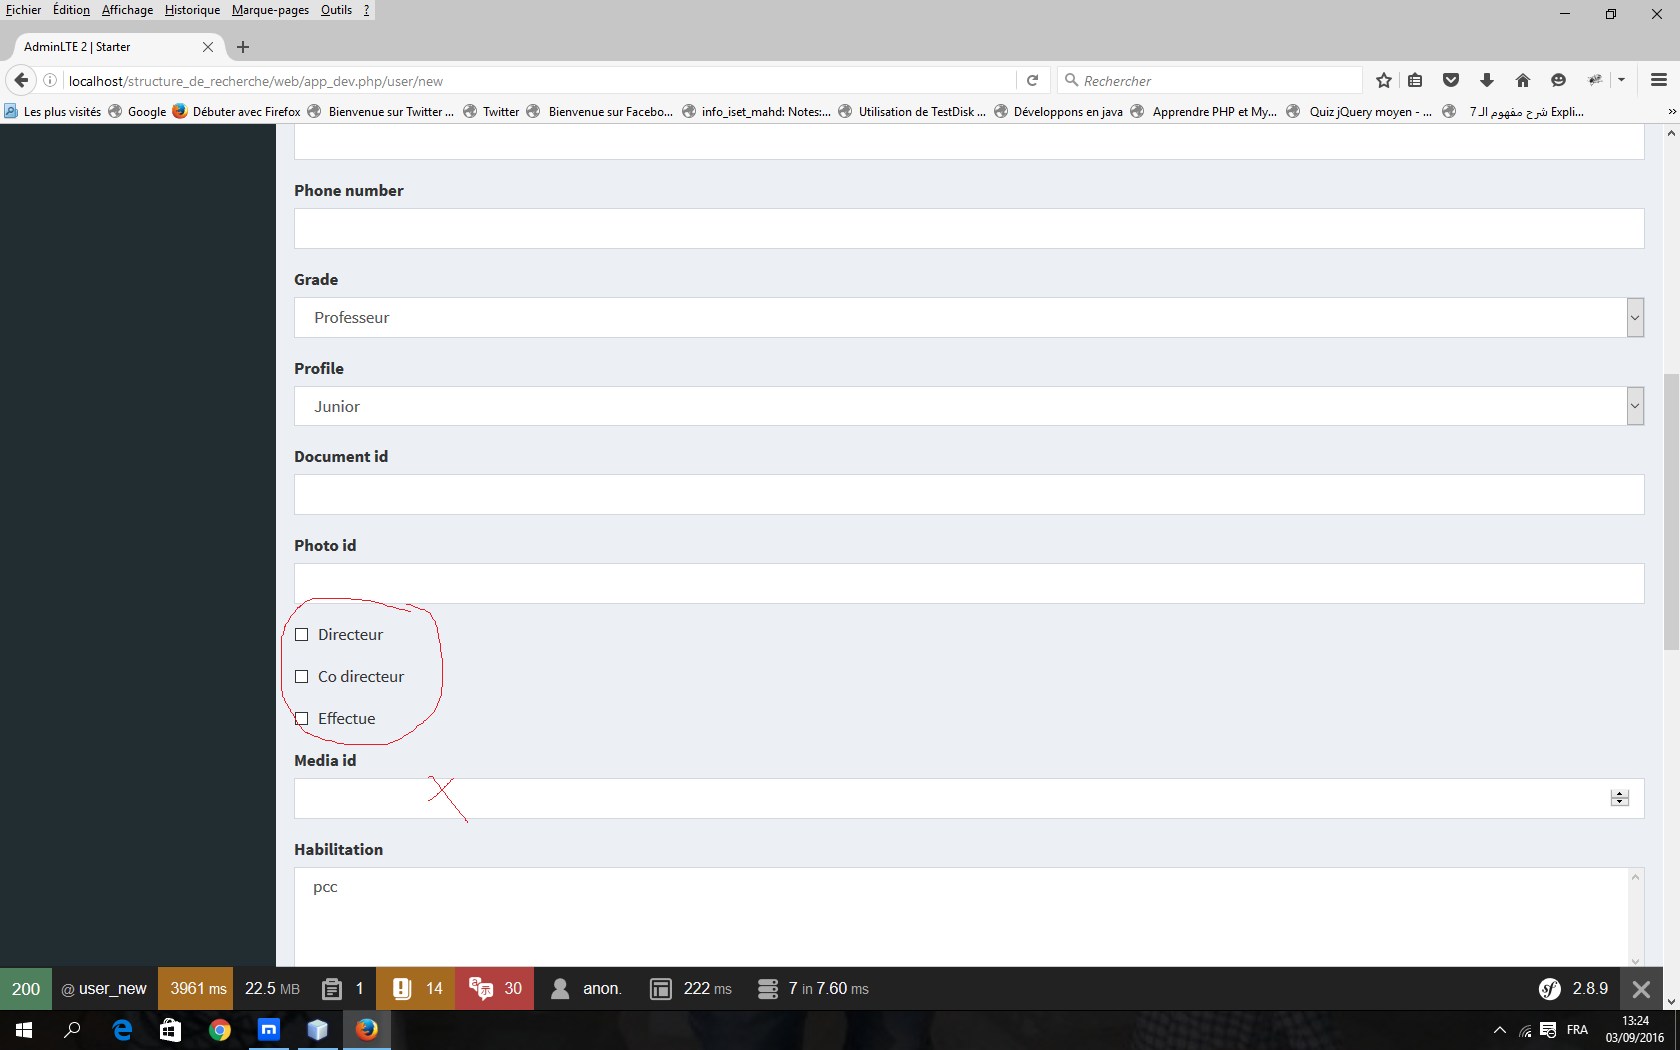 Fichier Édition Affichage Historique Marque-pages Outils ?
AdminLTE 2 | Starter
localhost/structure_de_recherche/web/app_dev.php/user/new
Rechercher
Les plus visités Google Débuter avec Firefox Bienvenue sur Twitter ... Twitter Bienvenue sur Facebo... info_iset_mahd: Notes:... Utilisation de TestDisk ... Développons en java Apprendre PHP et My... Quiz jQuery moyen - ... شرح مفهوم الـ 7 Expli...
Phone number
Grade
Professeur
Profile
Junior
Document id
Photo id
Directeur
Co directeur
Effectue
Media id
Habilitation
pcc
200 @ user_new 3961 ms 22.5 MB 1 14 30 anon. 222 ms 7 in 7.60 ms sf 2.8.9
FRA
13:24
03/09/2016